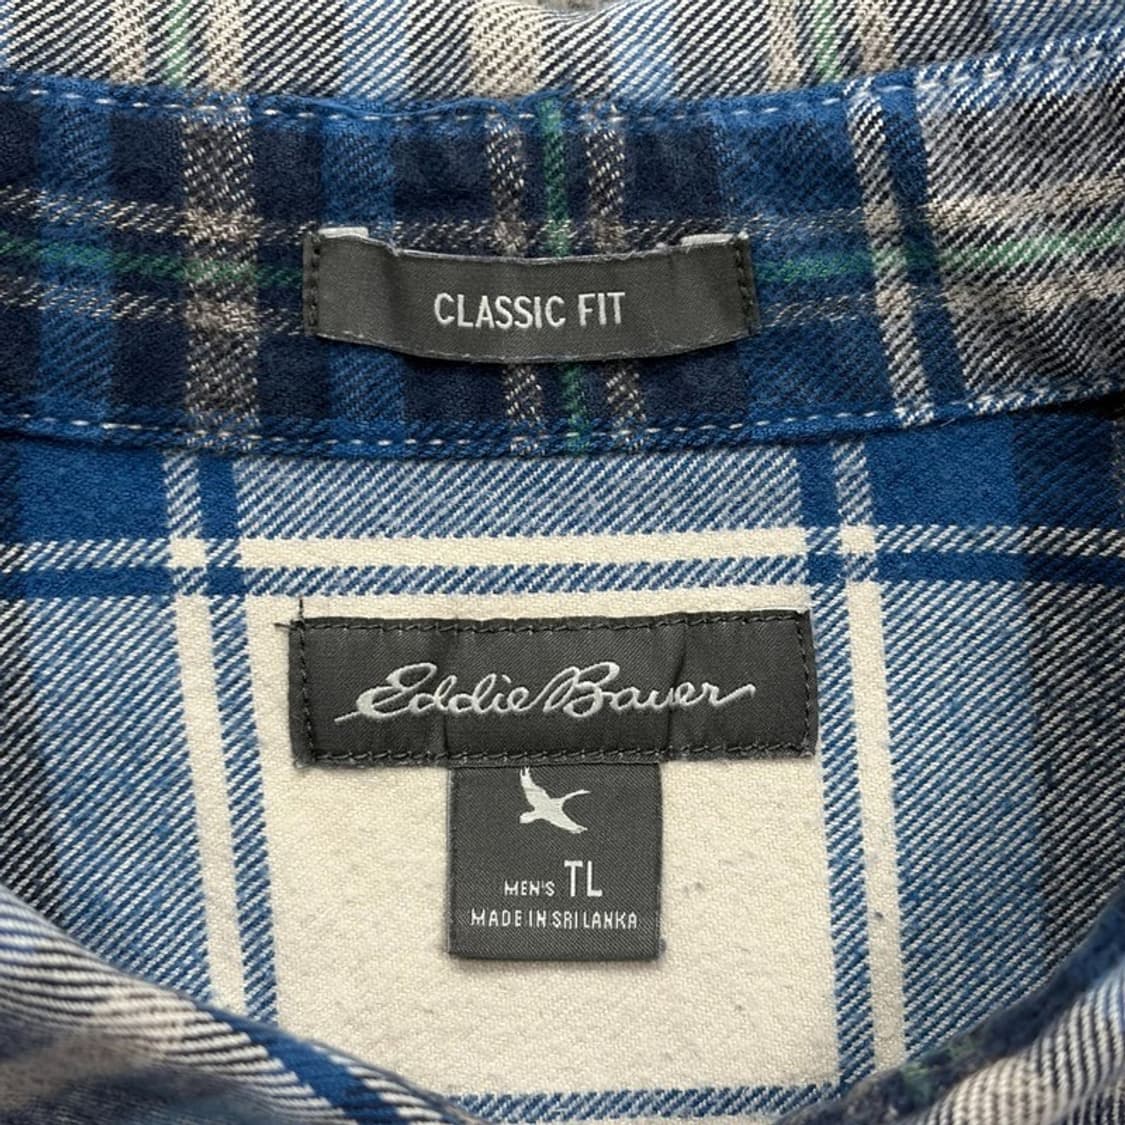 CLASSIC FIT
Eddie Bauer
MEN'S TL
MADE IN SRI LANKA